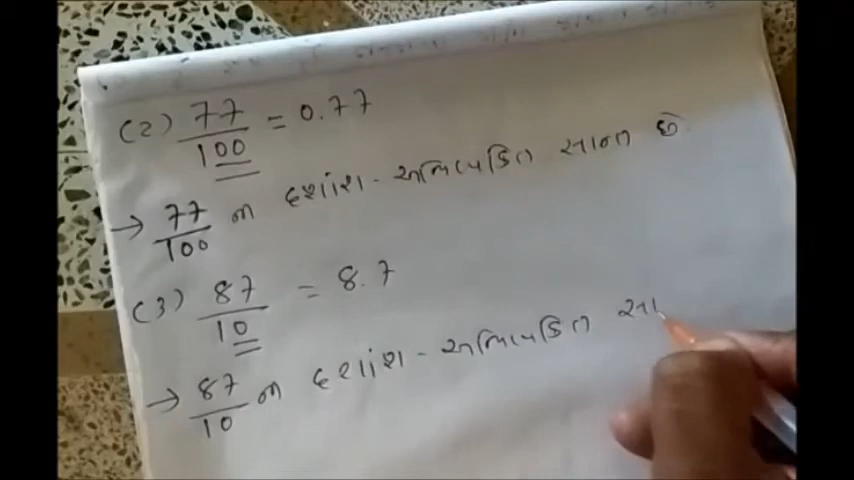 (2) 77/100 = 0.77
→ 77/100 ના દશાંશ - અભિવ્યક્તિ સાન્ત છે
(3) 87/10 = 8.7
→ 87/10 ના દશાંશ - અભિવ્યક્તિ સા